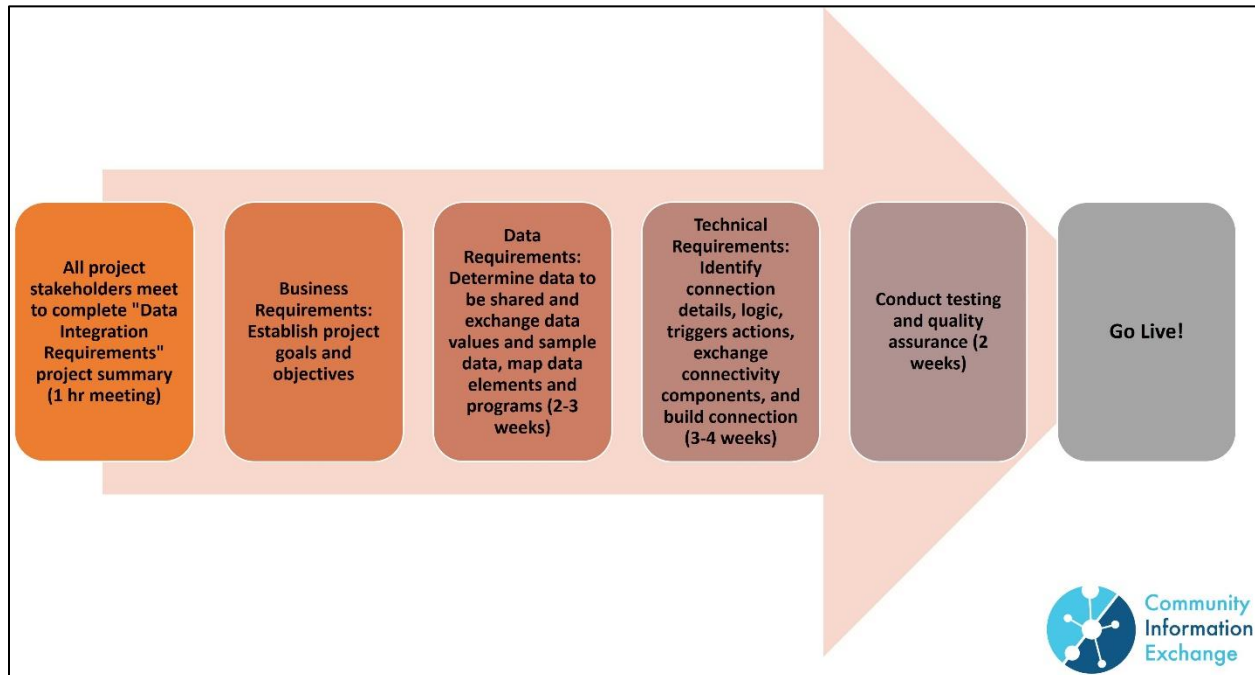 All project
stakeholders meet
to complete "Data
Integration
Requirements"
project summary
(1 hr meeting)
Business
Requirements:
Establish project
goals and
objectives
Data
Requirements:
Determine data to
be shared and
exchange data
values and sample
data, map data
elements and
programs (2-3
weeks)
Technical
Requirements:
Identify
connection
details, logic,
triggers actions,
exchange
connectivity
components, and
build connection
(3-4 weeks)
Conduct testing
and quality
assurance (2
weeks)
Go Live!
Community
Information
Exchange